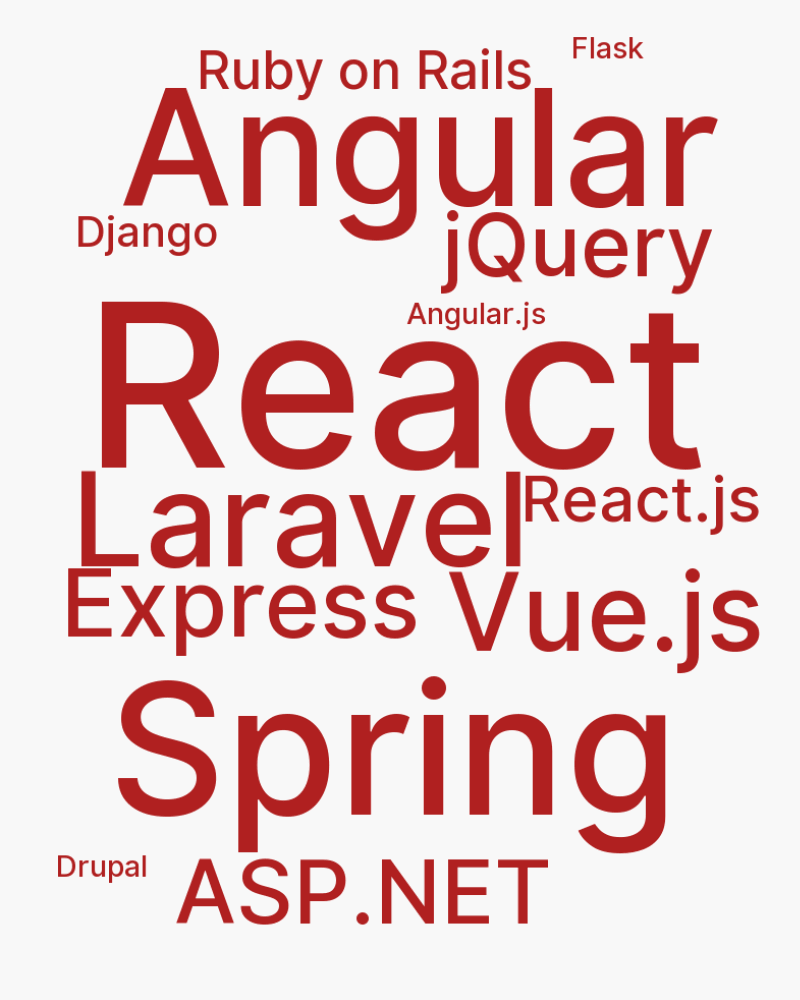 Flask
Ruby on Rails
Angular
Django
jQuery
Angular.js
React
Laravel
React.js
Express
Vue.js
Spring
Drupal
ASP.NET